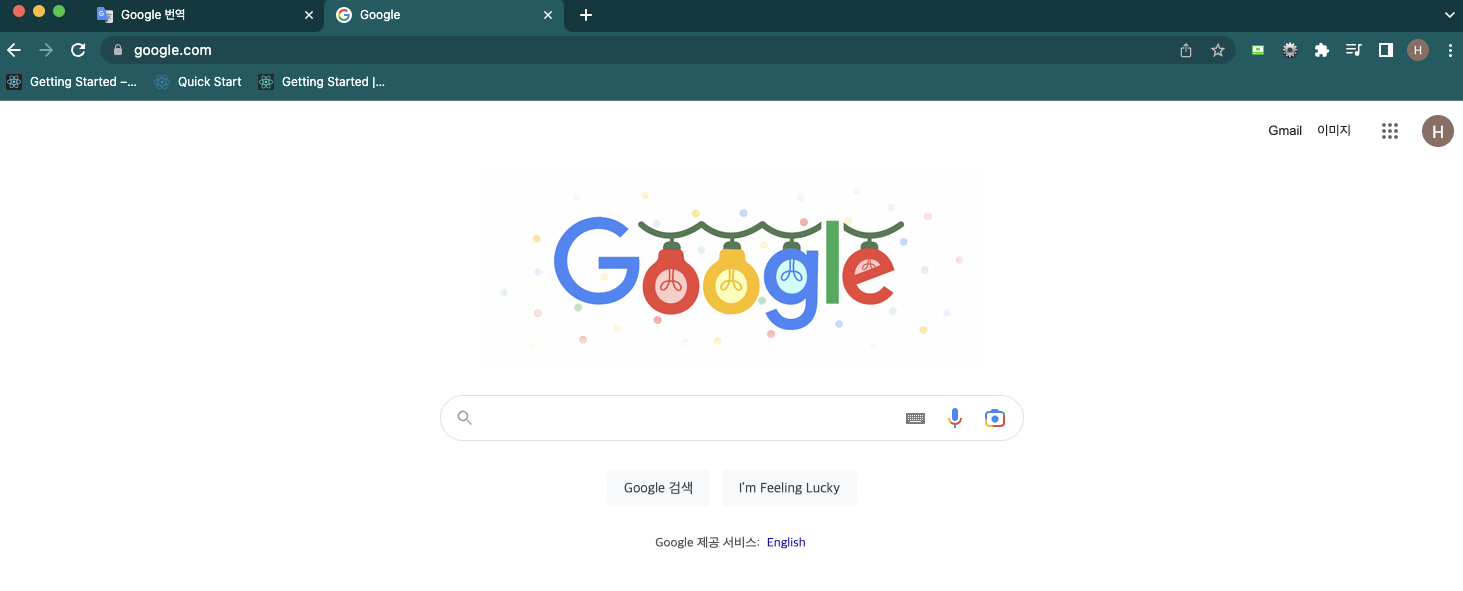 Google 번역
Google
google.com
H
Getting Started –...
Quick Start
Getting Started |...
Gmail 이미지
H
Google
Google 검색
I'm Feeling Lucky
Google 제공 서비스: English